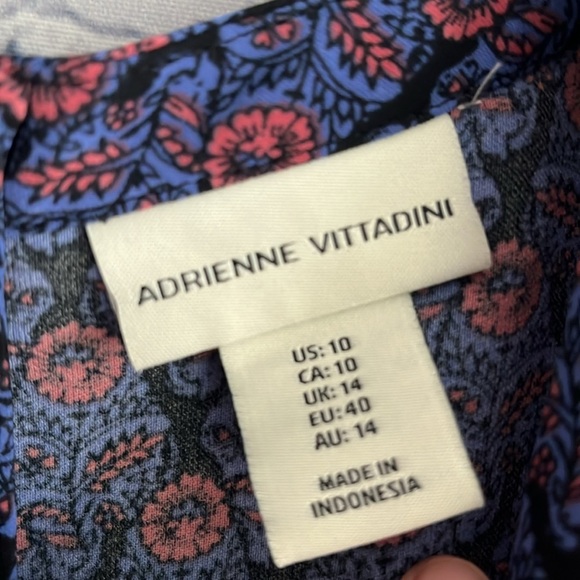 ADRIENNE VITTADINI
US: 10
CA: 10
UK: 14
EU: 40
AU: 14
MADE IN
INDONESIA